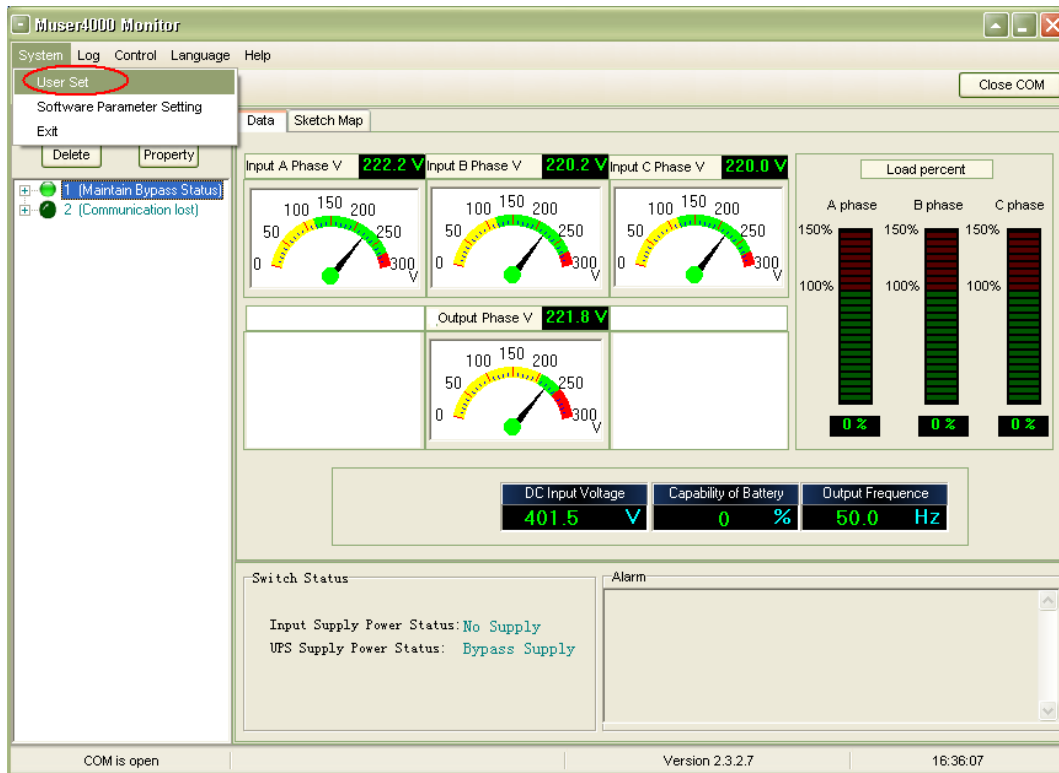 Muser4000 Monitor
System Log Control Language Help
User Set
Software Parameter Setting
Exit
Close COM
Delete Property
1 (Maintain Bypass Status)
2 (Communication lost)
Data Sketch Map
Input A Phase V 222.2 V Input B Phase V 220.2 V Input C Phase V 220.0 V
0 50 100 150 200 250 300 V
0 50 100 150 200 250 300 V
0 50 100 150 200 250 300 V
Output Phase V 221.8 V
0 50 100 150 200 250 300 V
Load percent
A phase B phase C phase
150% 150% 150%
100% 100% 100%
0 % 0 % 0 %
DC Input Voltage Capability of Battery Output Frequence
401.5 V 0 % 50.0 Hz
Switch Status
Input Supply Power Status: No Supply
UPS Supply Power Status: Bypass Supply
Alarm
COM is open Version 2.3.2.7 16:36:07